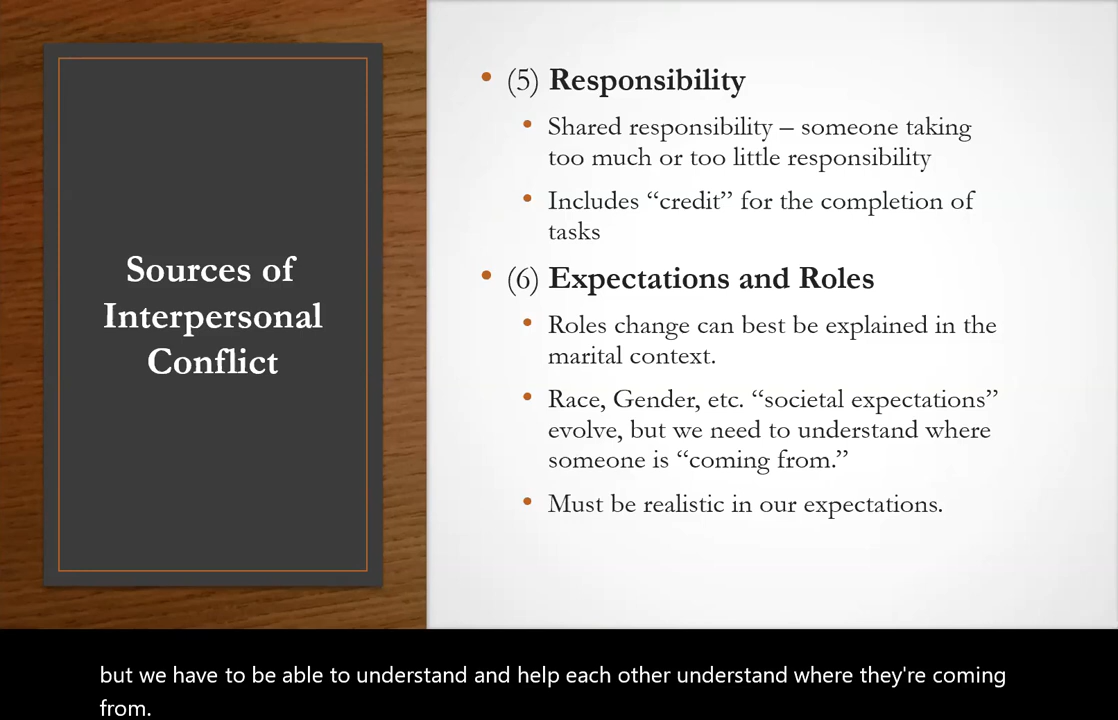 Sources of
Interpersonal
Conflict
• (5) Responsibility
• Shared responsibility – someone taking
too much or too little responsibility
• Includes “credit” for the completion of
tasks
• (6) Expectations and Roles
• Roles change can best be explained in the
marital context.
• Race, Gender, etc. “societal expectations”
evolve, but we need to understand where
someone is “coming from.”
• Must be realistic in our expectations.
but we have to be able to understand and help each other understand where they're coming
from.